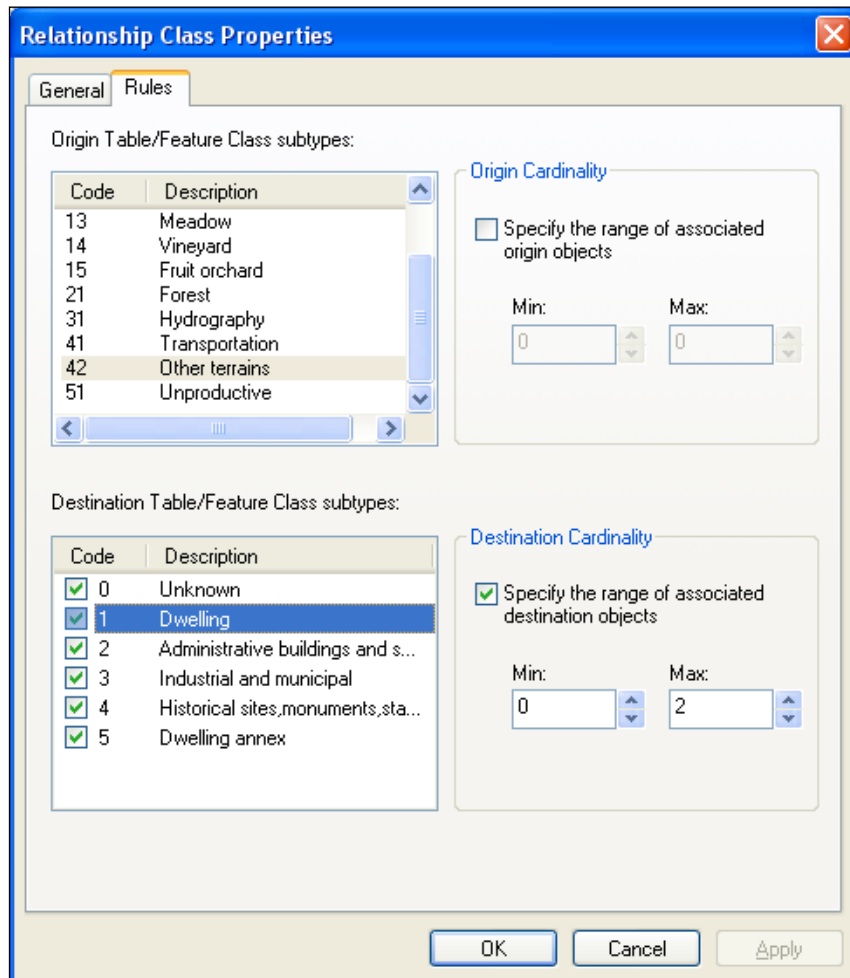 Relationship Class Properties
General Rules
Origin Table/Feature Class subtypes:
Code Description
13 Meadow
14 Vineyard
15 Fruit orchard
21 Forest
31 Hydrography
41 Transportation
42 Other terrains
51 Unproductive
Origin Cardinality
Specify the range of associated
origin objects
Min: Max:
0 0
Destination Table/Feature Class subtypes:
Code Description
0 Unknown
1 Dwelling
2 Administrative buildings and s...
3 Industrial and municipal
4 Historical sites,monuments,sta...
5 Dwelling annex
Destination Cardinality
Specify the range of associated
destination objects
Min: Max:
0 2
OK Cancel Apply